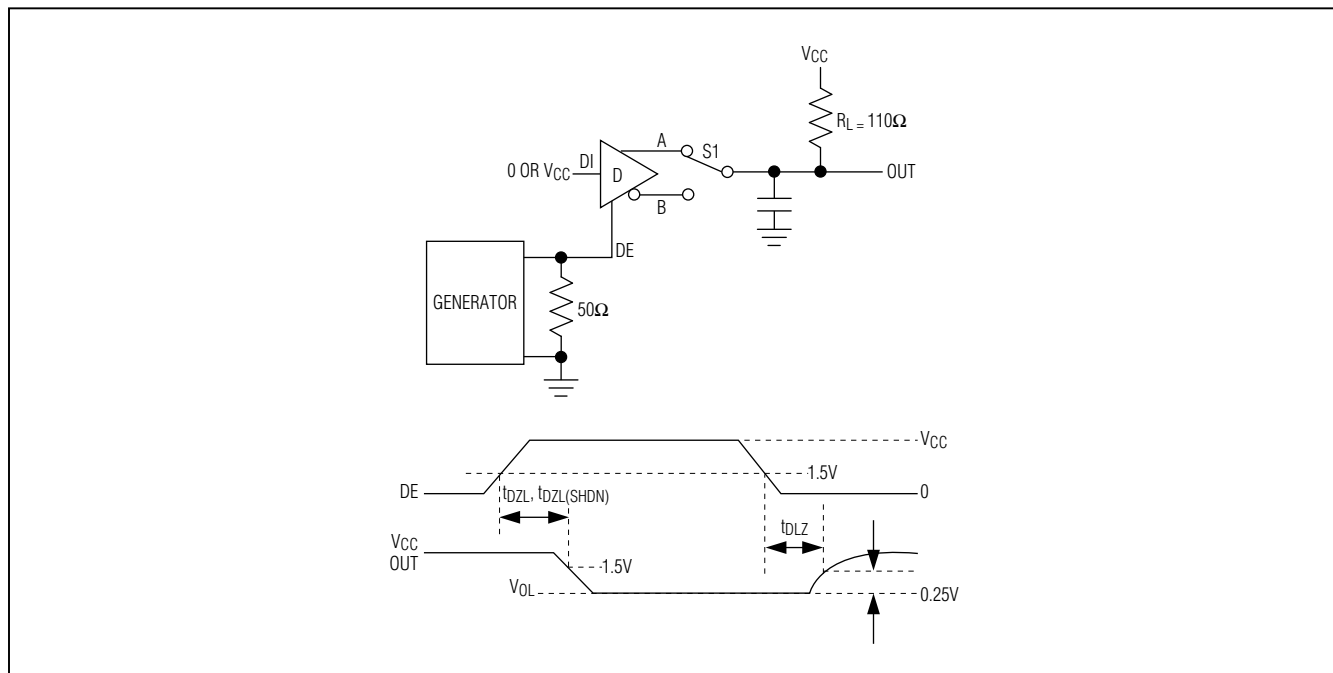 VCC
RL = 110Ω
A
S1
DI
0 OR VCC
D
OUT
B
DE
GENERATOR
50Ω
VCC
1.5V
DE
0
tDZL, tDZL(SHDN)
tDLZ
VCC
OUT
1.5V
VOL
0.25V